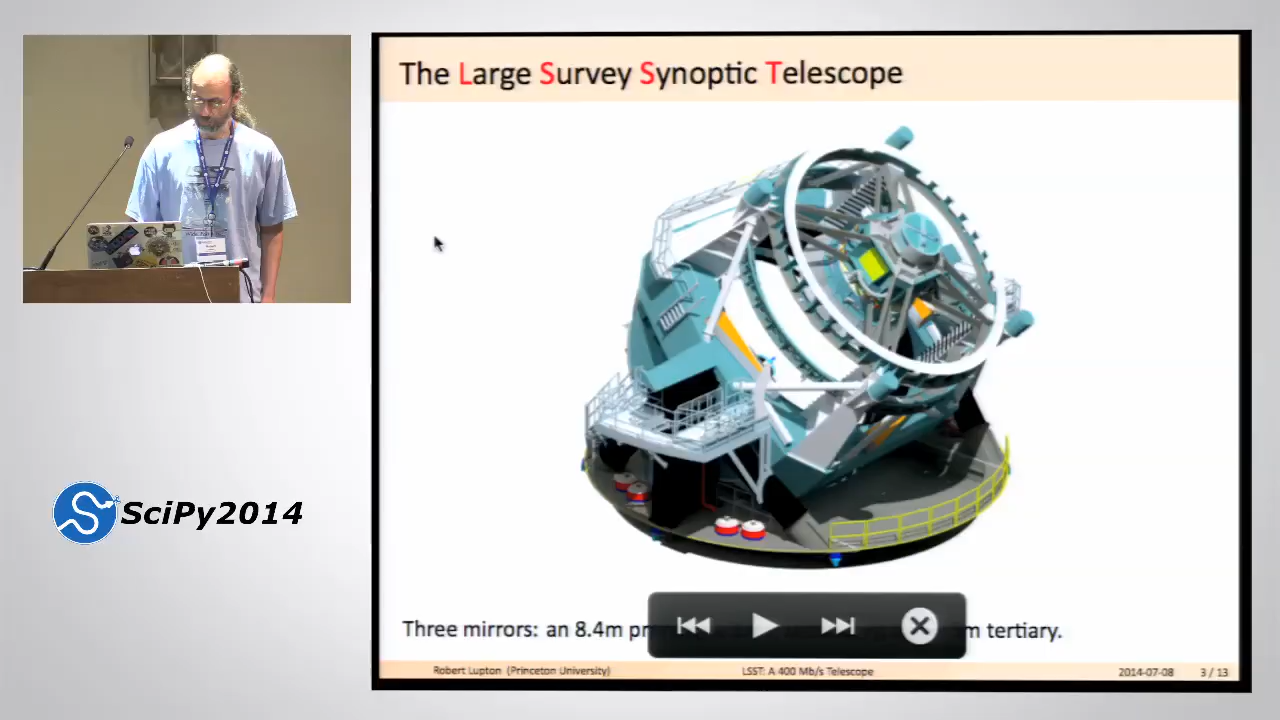 The Large Survey Synoptic Telescope
SciPy2014
Three mirrors: an 8.4m
m tertiary.
Robert Lupton (Princeton University)
LSST: A 400 Mb/s Telescope
2014-07-08
3 / 13